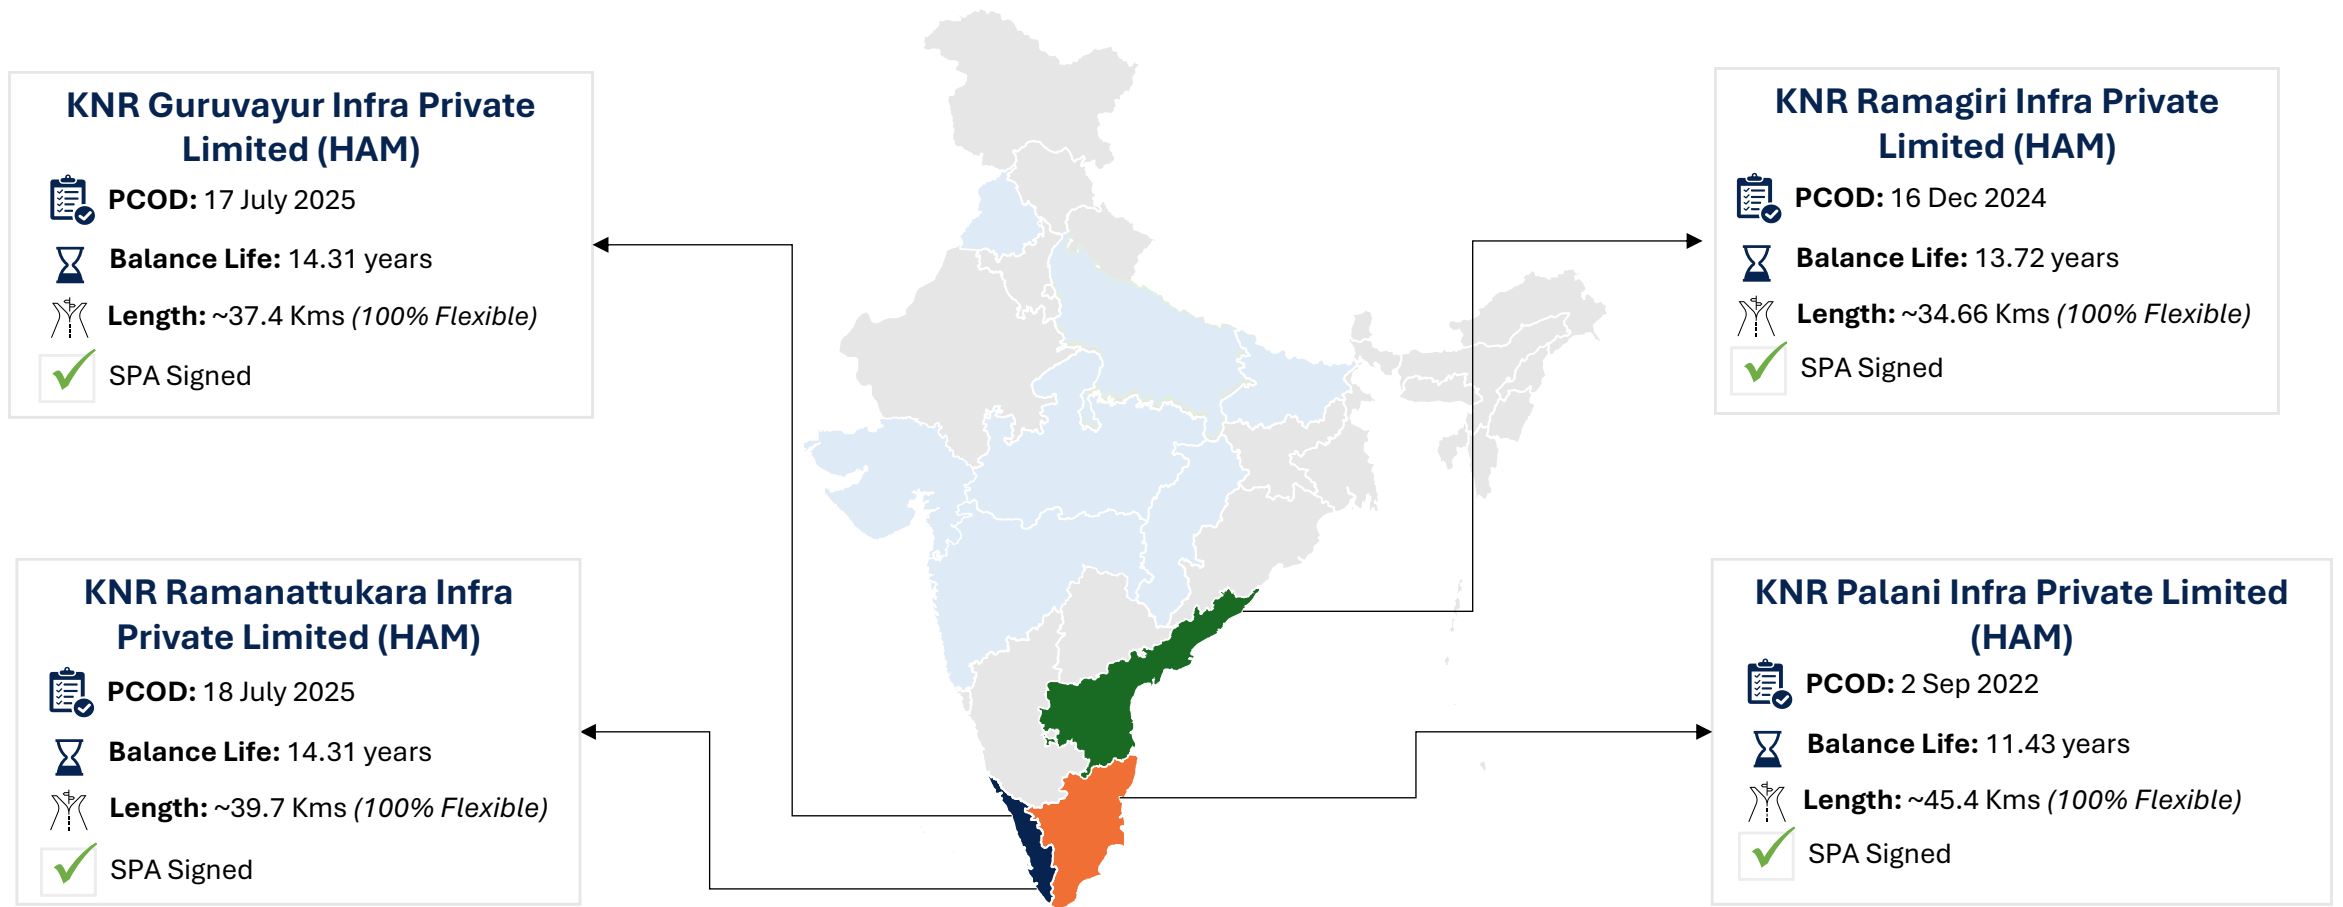 KNR Guruvayur Infra Private
Limited (HAM)
PCOD: 17 July 2025
Balance Life: 14.31 years
Length: ~37.4 Kms (100% Flexible)
SPA Signed
KNR Ramagiri Infra Private
Limited (HAM)
PCOD: 16 Dec 2024
Balance Life: 13.72 years
Length: ~34.66 Kms (100% Flexible)
SPA Signed
KNR Ramanattukara Infra
Private Limited (HAM)
PCOD: 18 July 2025
Balance Life: 14.31 years
Length: ~39.7 Kms (100% Flexible)
SPA Signed
KNR Palani Infra Private Limited
(HAM)
PCOD: 2 Sep 2022
Balance Life: 11.43 years
Length: ~45.4 Kms (100% Flexible)
SPA Signed